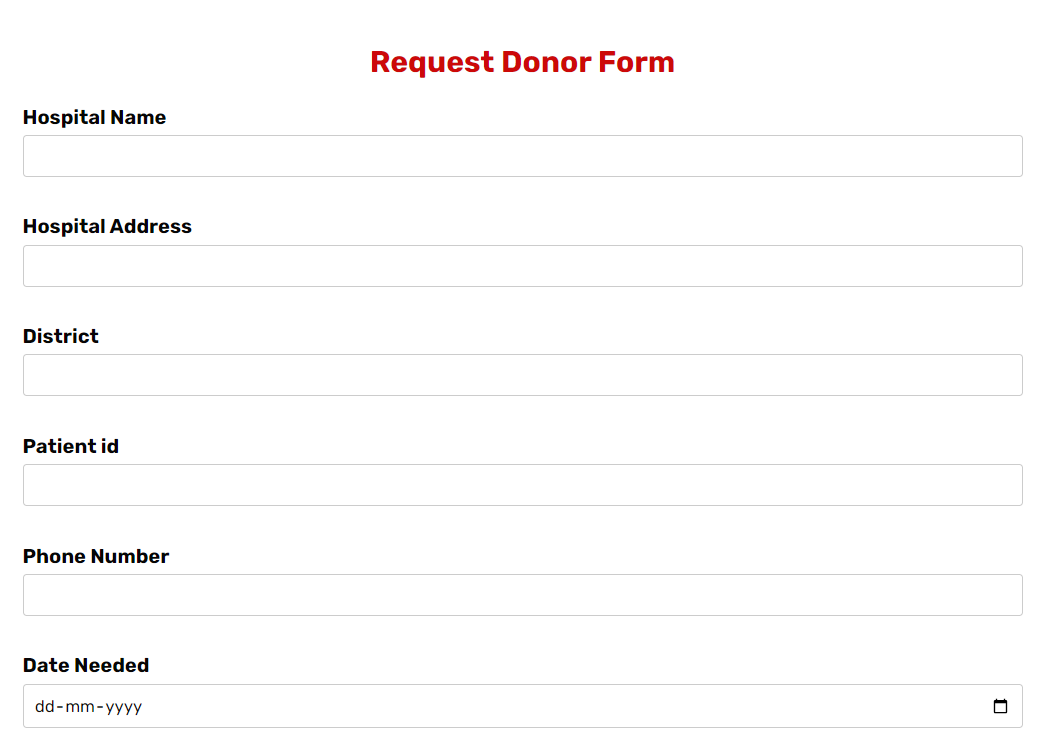 Request Donor Form
Hospital Name
Hospital Address
District
Patient id
Phone Number
Date Needed
dd-mm-yyyy